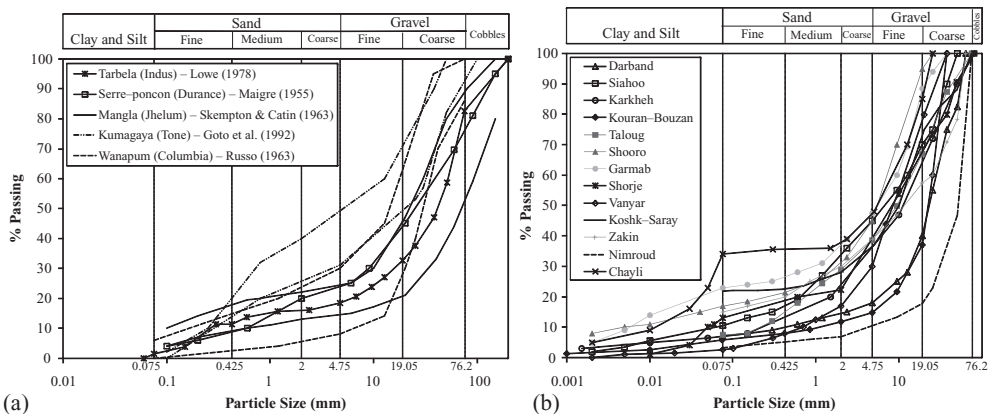 Sand
Gravel
Clay and Silt
Fine
Medium
Coarse
Fine
Coarse
Cobbles
100
90
80
70
60
50
40
30
20
10
0
% Passing
Tarbela (Indus) – Lowe (1978)
Serre–poncon (Durance) – Maigre (1955)
Mangla (Jhelum) – Skempton & Catin (1963)
Kumagaya (Tone) – Goto et al. (1992)
Wanapum (Columbia) – Russo (1963)
0.01
0.075
0.1
0.425
1
2
4.75
10
19.05
76.2
100
Particle Size (mm)
(a)
Sand
Gravel
Clay and Silt
Fine
Medium
Coarse
Fine
Coarse
Cobbles
100
90
80
70
60
50
40
30
20
10
0
% Passing
Darband
Siahoo
Karkheh
Kouran–Bouzan
Taloug
Shooro
Garmab
Shorje
Vanyar
Koshk–Saray
Zakin
Nimroud
Chayli
0.001
0.01
0.075
0.1
0.425
1
2
4.75
10
19.05
76.2
Particle Size (mm)
(b)